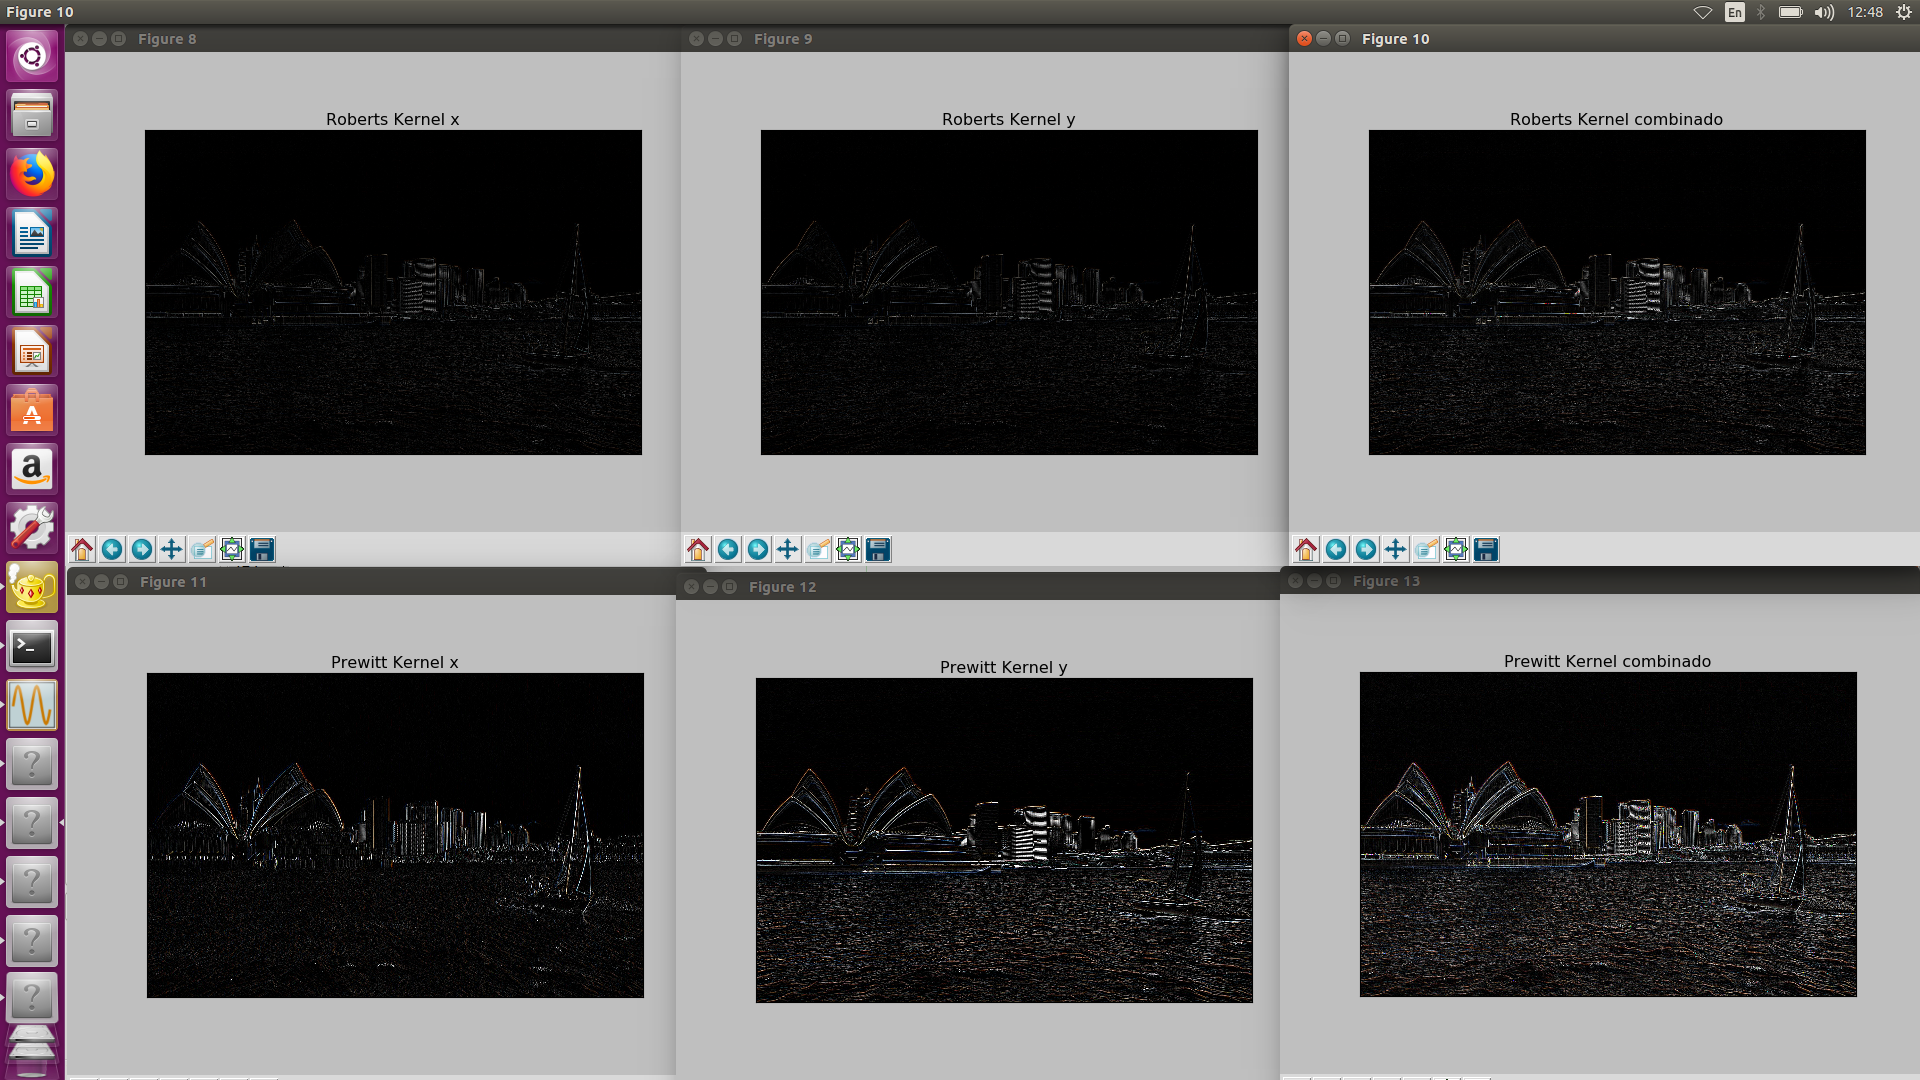 Figure 10
En
12:48
Figure 8
Figure 9
Figure 10
Roberts Kernel x
Roberts Kernel y
Roberts Kernel combinado
Figure 11
Figure 12
Figure 13
Prewitt Kernel x
Prewitt Kernel y
Prewitt Kernel combinado